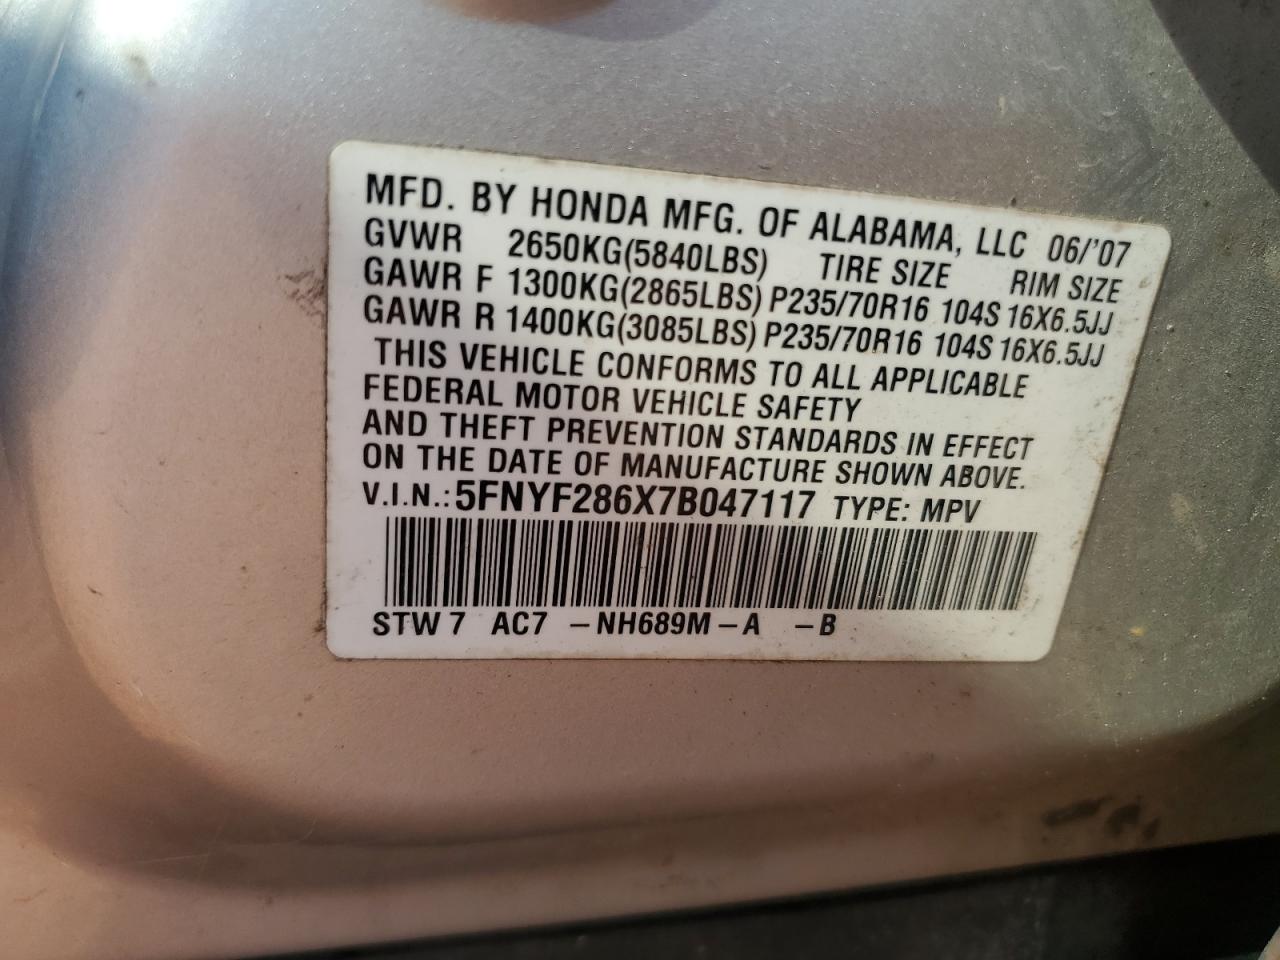 MFD. BY HONDA MFG. OF ALABAMA, LLC 06/'07
GVWR 2650KG(5840LBS) TIRE SIZE RIM SIZE
GAWR F 1300KG(2865LBS) P235/70R16 104S 16X6.5JJ
GAWR R 1400KG(3085LBS) P235/70R16 104S 16X6.5JJ
THIS VEHICLE CONFORMS TO ALL APPLICABLE
FEDERAL MOTOR VEHICLE SAFETY
AND THEFT PREVENTION STANDARDS IN EFFECT
ON THE DATE OF MANUFACTURE SHOWN ABOVE.
V.I.N.: 5FNYF286X7B047117 TYPE: MPV
STW 7 AC7 –NH689M –A –B